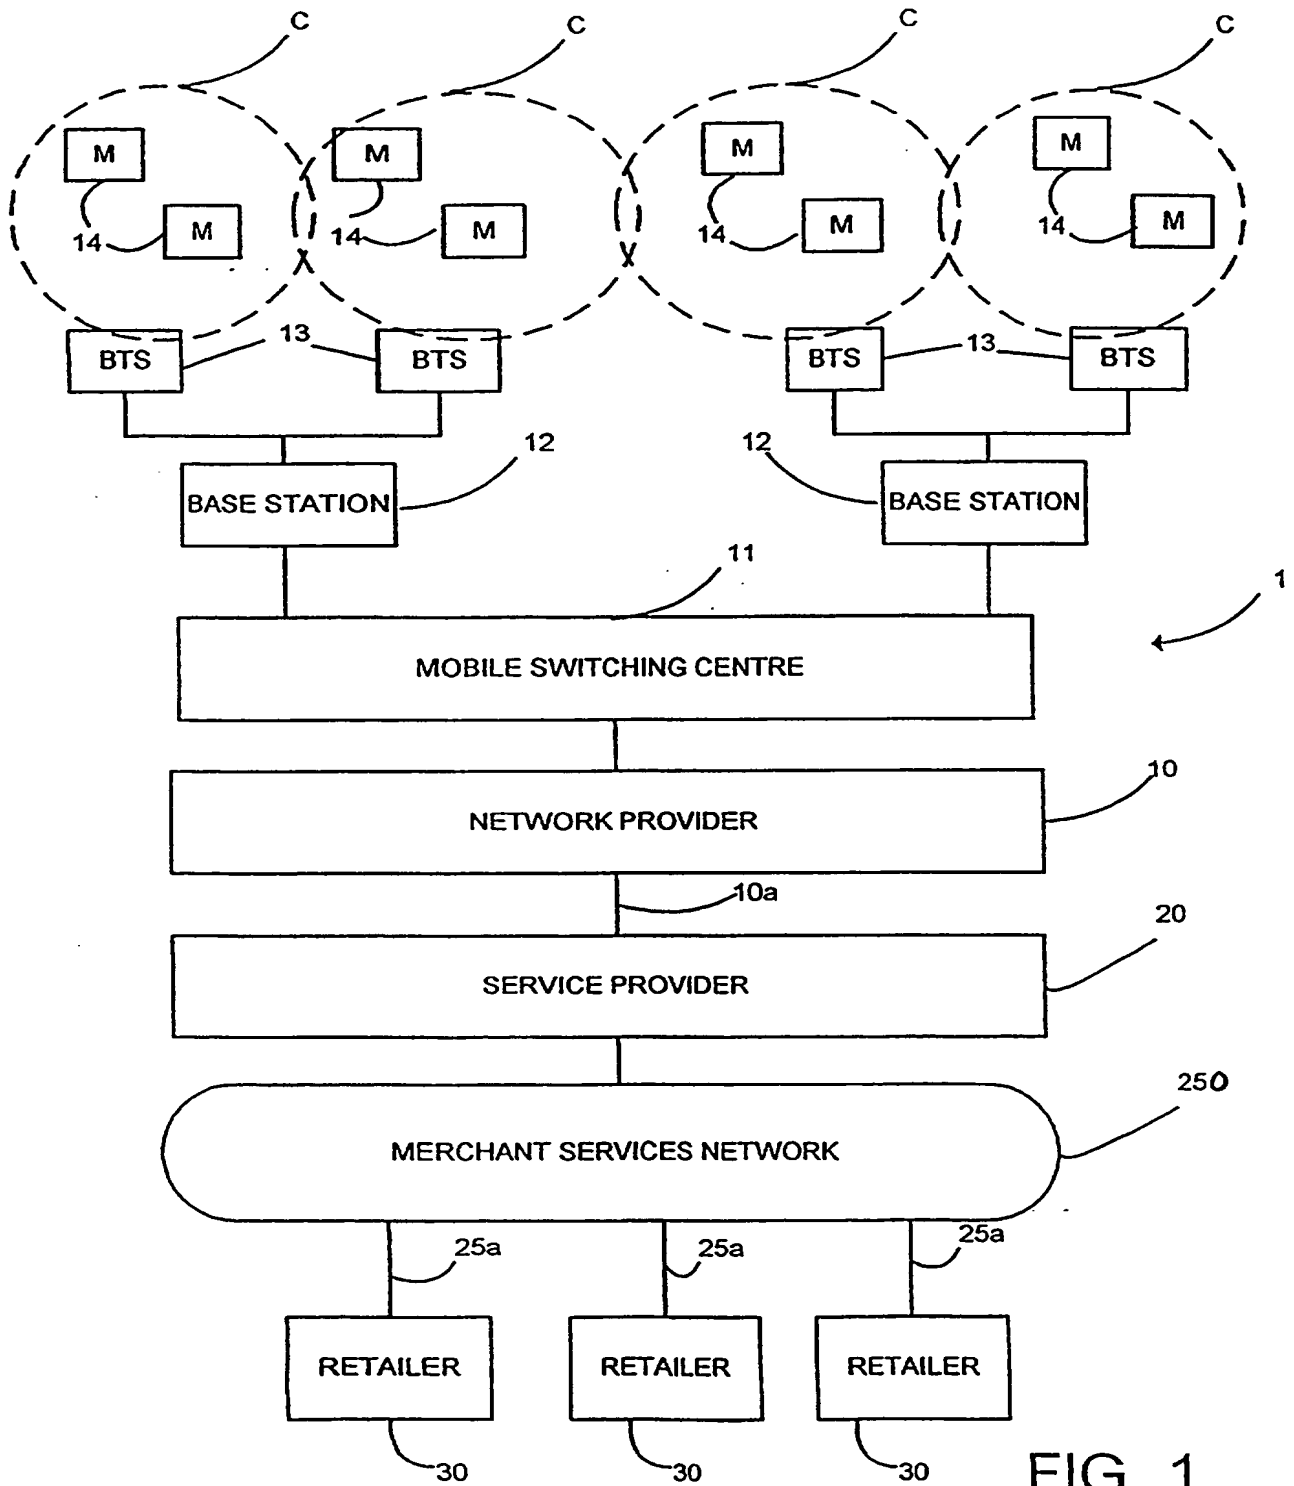 C C C C
M M M M
14 M 14 M 14 M 14 M
13 13
BTS BTS BTS BTS
12 12
BASE STATION BASE STATION
11
1
MOBILE SWITCHING CENTRE
10
NETWORK PROVIDER
10a
20
SERVICE PROVIDER
250
MERCHANT SERVICES NETWORK
25a 25a 25a
RETAILER RETAILER RETAILER
30 30 30
FIG. 1